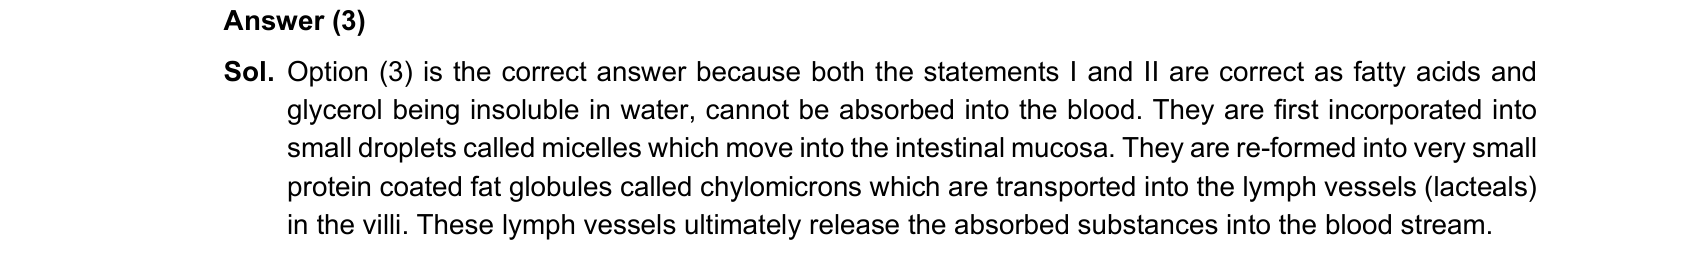 Answer (3)
Sol. Option (3) is the correct answer because both the statements I and II are correct as fatty acids and
glycerol being insoluble in water, cannot be absorbed into the blood. They are first incorporated into
small droplets called micelles which move into the intestinal mucosa. They are re-formed into very small
protein coated fat globules called chylomicrons which are transported into the lymph vessels (lacteals)
in the villi. These lymph vessels ultimately release the absorbed substances into the blood stream.